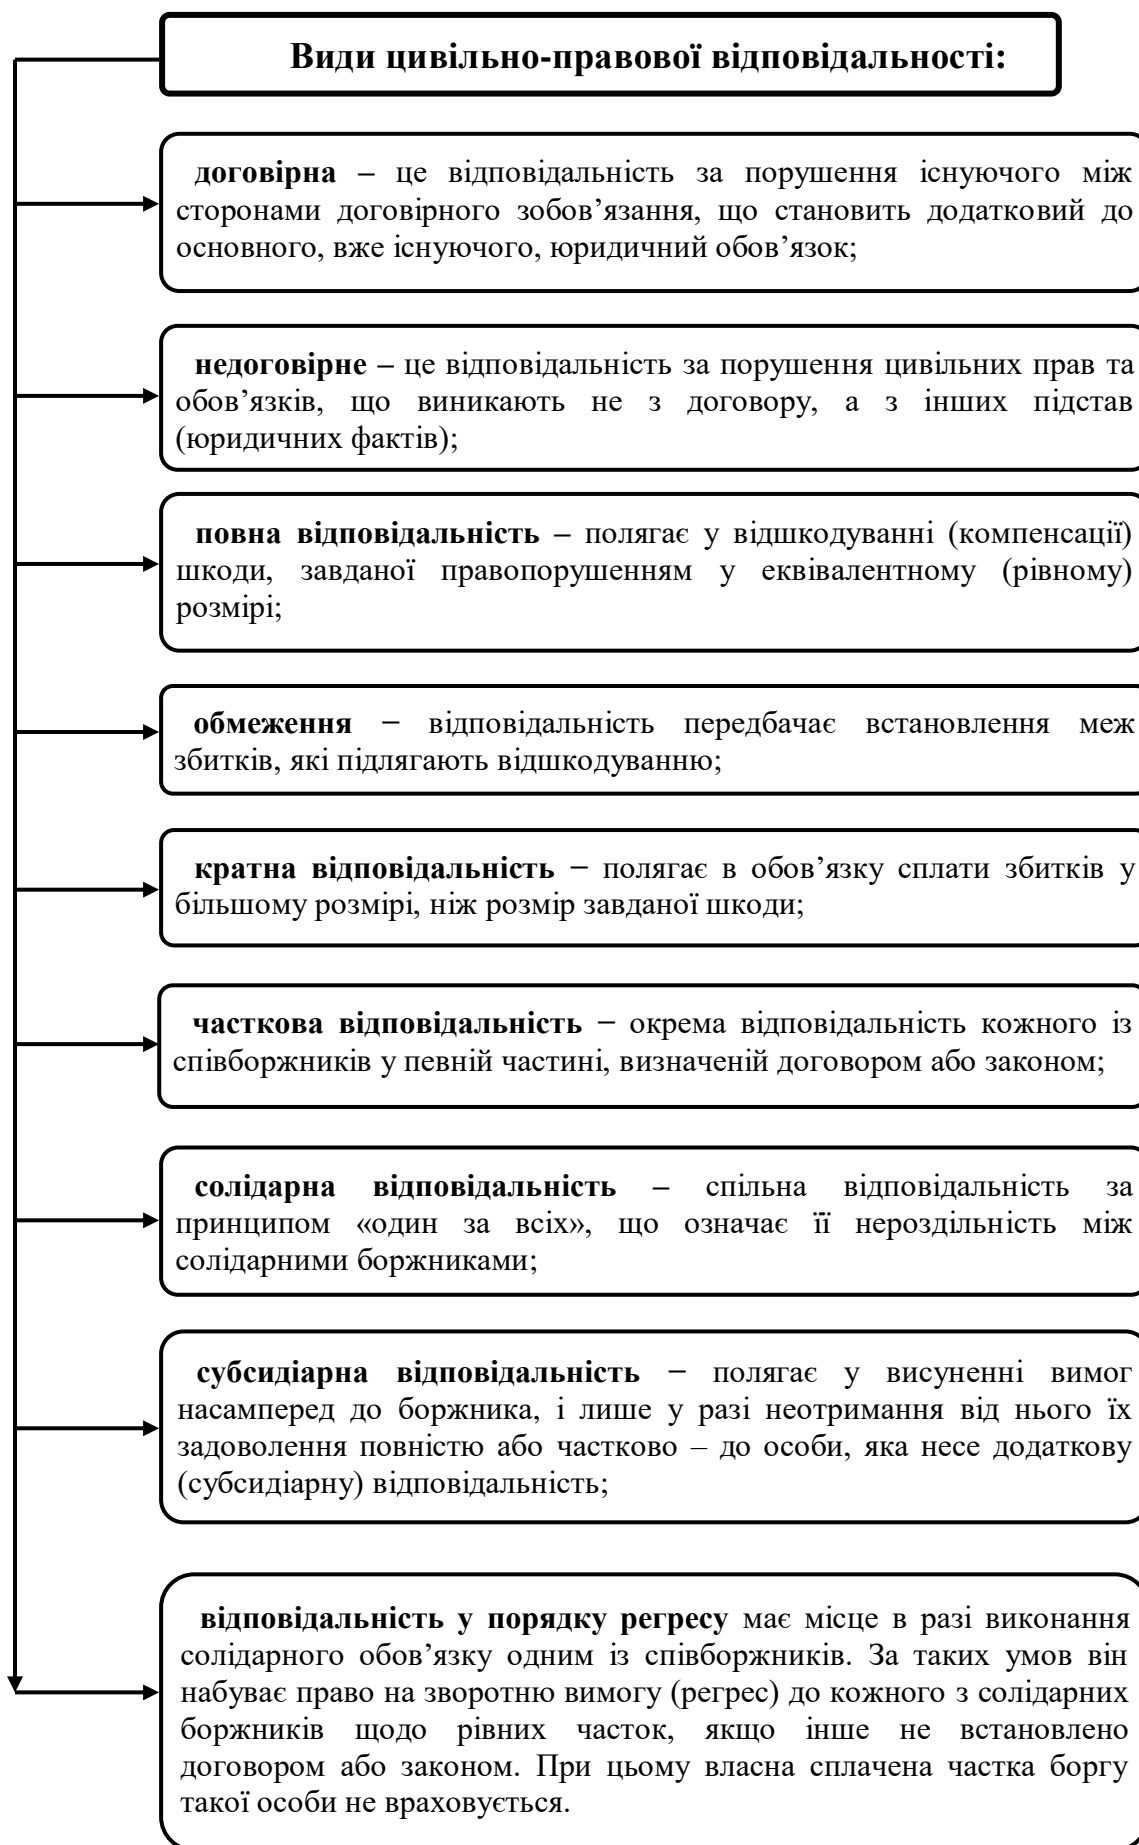 Види цивільно-правової відповідальності:
договірна – це відповідальність за порушення існуючого між
сторонами договірного зобов’язання, що становить додатковий до
основного, вже існуючого, юридичний обов’язок;
недоговірне – це відповідальність за порушення цивільних прав та
обов’язків, що виникають не з договору, а з інших підстав
(юридичних фактів);
повна відповідальність – полягає у відшкодуванні (компенсації)
шкоди, завданої правопорушенням у еквівалентному (рівному)
розмірі;
обмеження − відповідальність передбачає встановлення меж
збитків, які підлягають відшкодуванню;
кратна відповідальність − полягає в обов’язку сплати збитків у
більшому розмірі, ніж розмір завданої шкоди;
часткова відповідальність − окрема відповідальність кожного із
співборжників у певній частині, визначеній договором або законом;
солідарна відповідальність – спільна відповідальність за
принципом «один за всіх», що означає її нероздільність між
солідарними боржниками;
субсидіарна відповідальність − полягає у висуненні вимог
насамперед до боржника, і лише у разі неотримання від нього їх
задоволення повністю або частково – до особи, яка несе додаткову
(субсидіарну) відповідальність;
відповідальність у порядку регресу має місце в разі виконання
солідарного обов’язку одним із співборжників. За таких умов він
набуває право на зворотню вимогу (регрес) до кожного з солідарних
боржників щодо рівних часток, якщо інше не встановлено
договором або законом. При цьому власна сплачена частка боргу
такої особи не враховується.